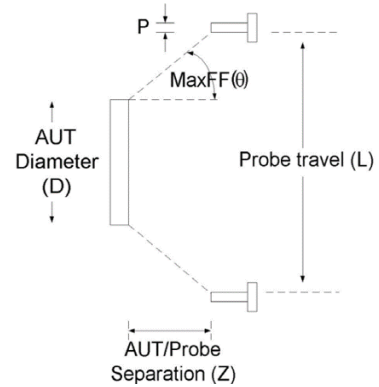 P
MaxFF(θ)
AUT
Diameter
(D)
Probe travel (L)
AUT/Probe
Separation (Z)